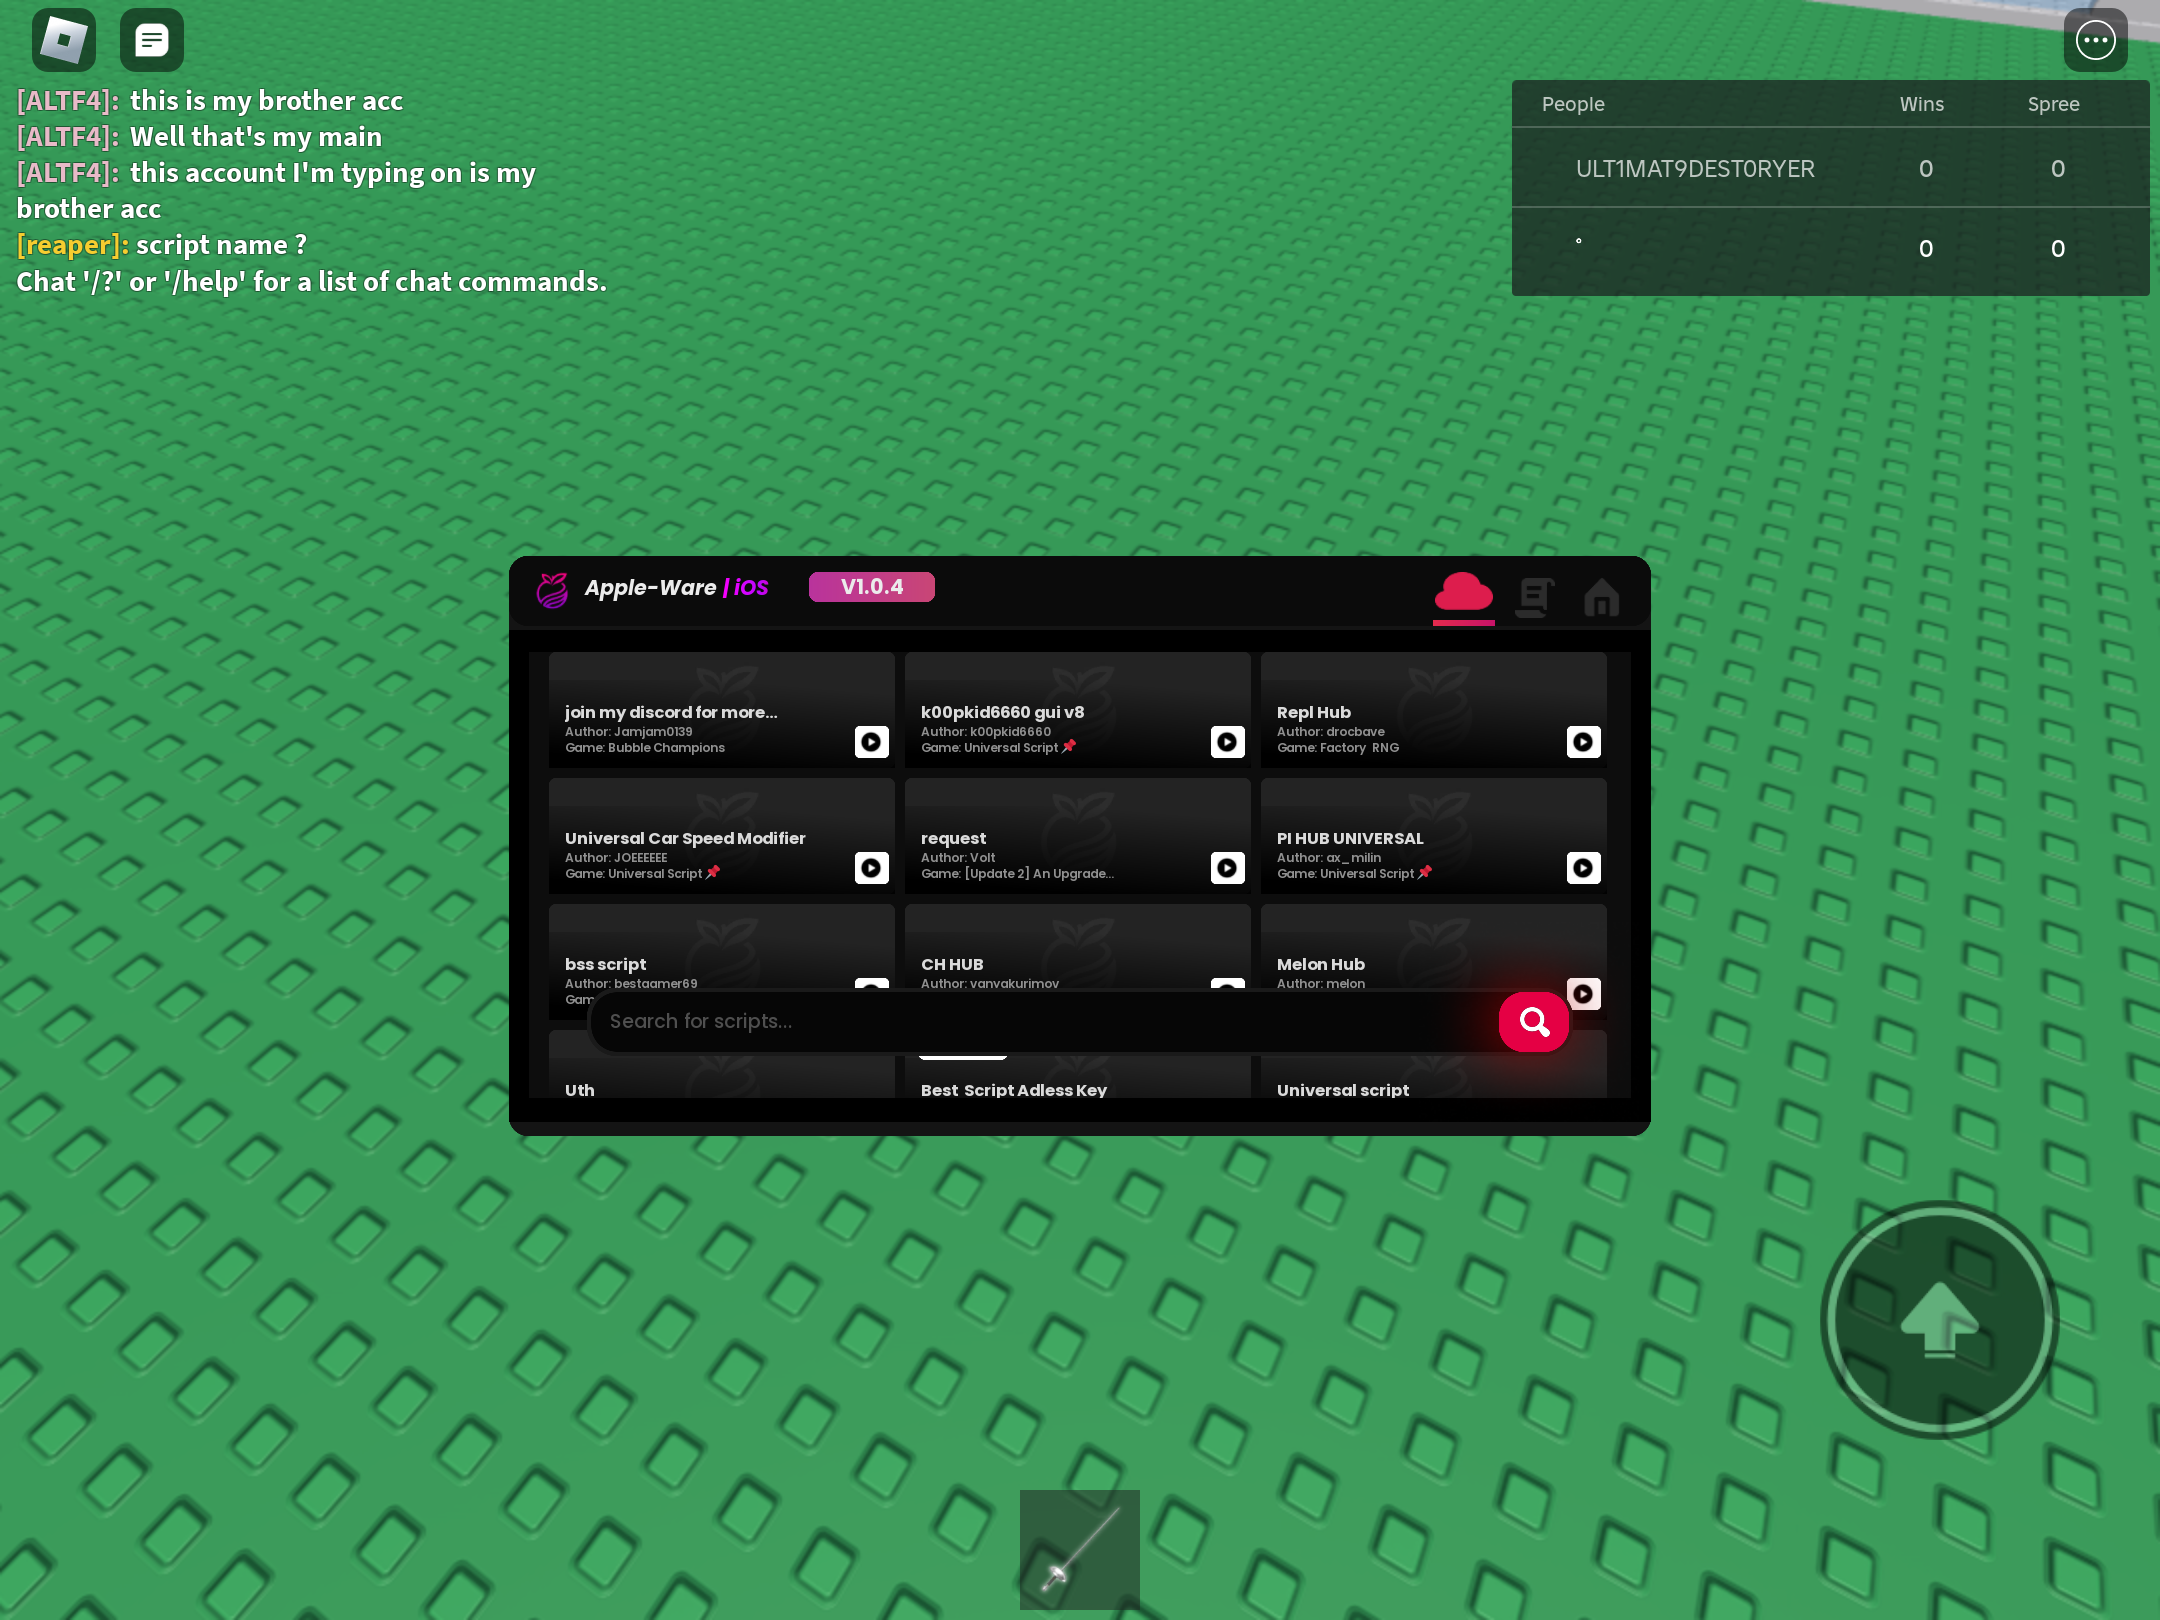 [ALTF4]: this is my brother acc
[ALTF4]: Well that's my main
[ALTF4]: this account I'm typing on is my
brother acc
[reaper]: script name ?
Chat '/?' or '/help' for a list of chat commands.
People Wins Spree
ULT1MAT9DEST0RYER 0 0
° 0 0
Apple-Ware | iOS V1.0.4
join my discord for more...
Author: Jamjam0139
Game: Bubble Champions
k00pkid6660 gui v8
Author: k00pkid6660
Game: Universal Script 📌
Repl Hub
Author: drocbave
Game: Factory RNG
Universal Car Speed Modifier
Author: JOEEEEEE
Game: Universal Script 📌
request
Author: Volt
Game: [Update 2] An Upgrade...
PI HUB UNIVERSAL
Author: ax_milin
Game: Universal Script 📌
bss script
Author: bestgamer69
Gam
CH HUB
Author: vanyakurimov
Melon Hub
Author: melon
Search for scripts...
Uth
Best Script Adless Key
Universal script